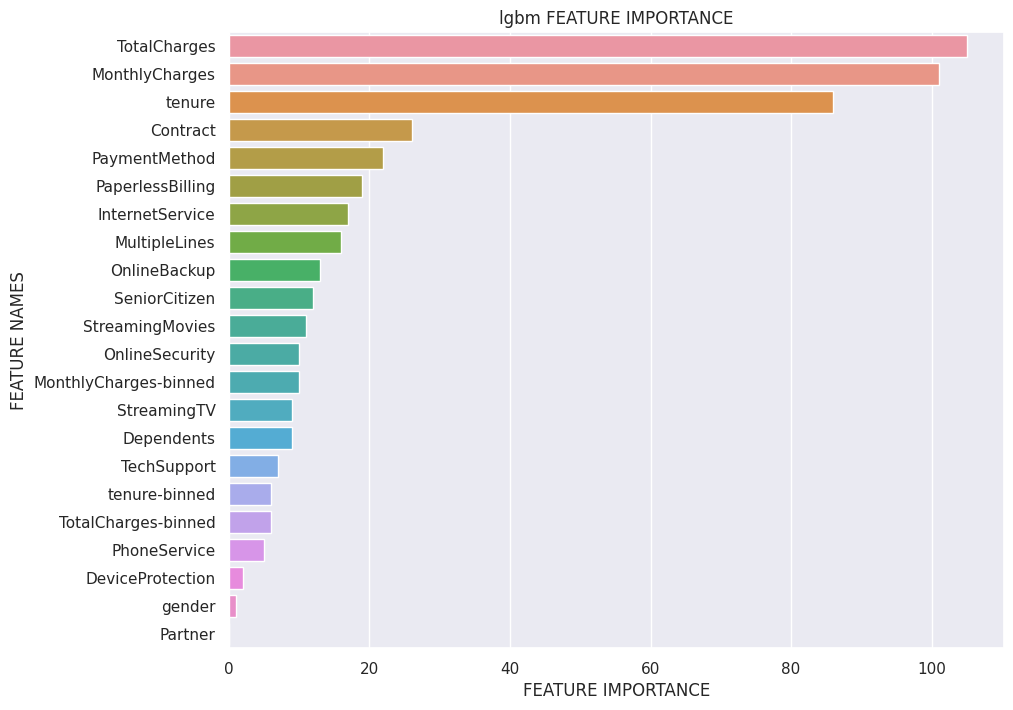 lgbm FEATURE IMPORTANCE
FEATURE NAMES
TotalCharges
MonthlyCharges
tenure
Contract
PaymentMethod
PaperlessBilling
InternetService
MultipleLines
OnlineBackup
SeniorCitizen
StreamingMovies
OnlineSecurity
MonthlyCharges-binned
StreamingTV
Dependents
TechSupport
tenure-binned
TotalCharges-binned
PhoneService
DeviceProtection
gender
Partner
0 20 40 60 80 100
FEATURE IMPORTANCE